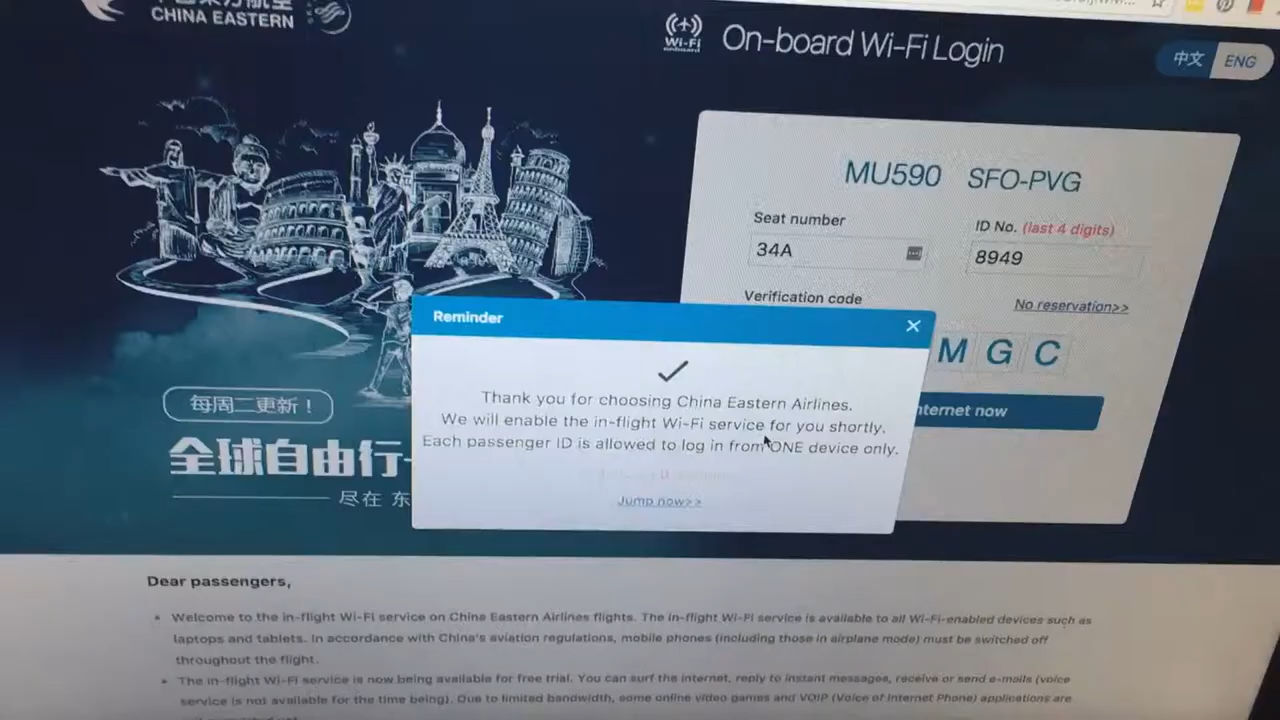 CHINA EASTERN
Wi-Fi
onboard
On-board Wi-Fi Login
中文
ENG
MU590 SFO-PVG
Seat number
ID No. (last 4 digits)
34A
8949
Verification code
No reservation>>
M G C
nternet now
Reminder
Thank you for choosing China Eastern Airlines.
We will enable the in-flight Wi-Fi service for you shortly.
Each passenger ID is allowed to log in from ONE device only.
Jump now>>
每周二更新！
全球自由行
尽在 东
Dear passengers,
• Welcome to the in-flight Wi-Fi service on China Eastern Airlines flights. The in-flight Wi-Fi service is available to all Wi-Fi-enabled devices such as
laptops and tablets. In accordance with China's aviation regulations, mobile phones (including those in airplane mode) must be switched off
throughout the flight.
• The in-flight Wi-Fi service is now being available for free trial. You can surf the internet, reply to instant messages, receive or send e-mails (voice
service is not available for the time being). Due to limited bandwidth, some online video games and VOIP (Voice of Internet Phone) applications are